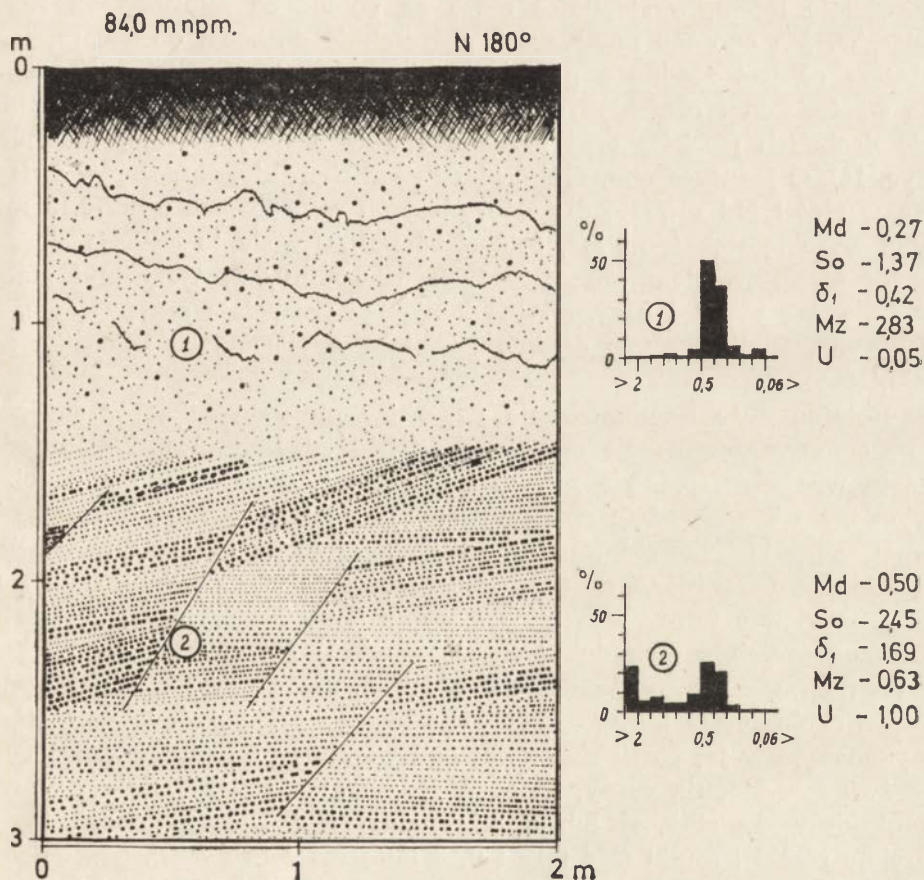 84,0 m npm.
m
N 180°
0
1
2
3
0
1
2 m
1
2
%
50
0
1
>2
0,5
0,06>
Md - 0,27
So - 1,37
δ₁ - 0,42
Mz - 2,83
U - 0,05
%
50
0
2
>2
0,5
0,06>
Md - 0,50
So - 2,45
δ₁ - 1,69
Mz - 0,63
U - 1,00